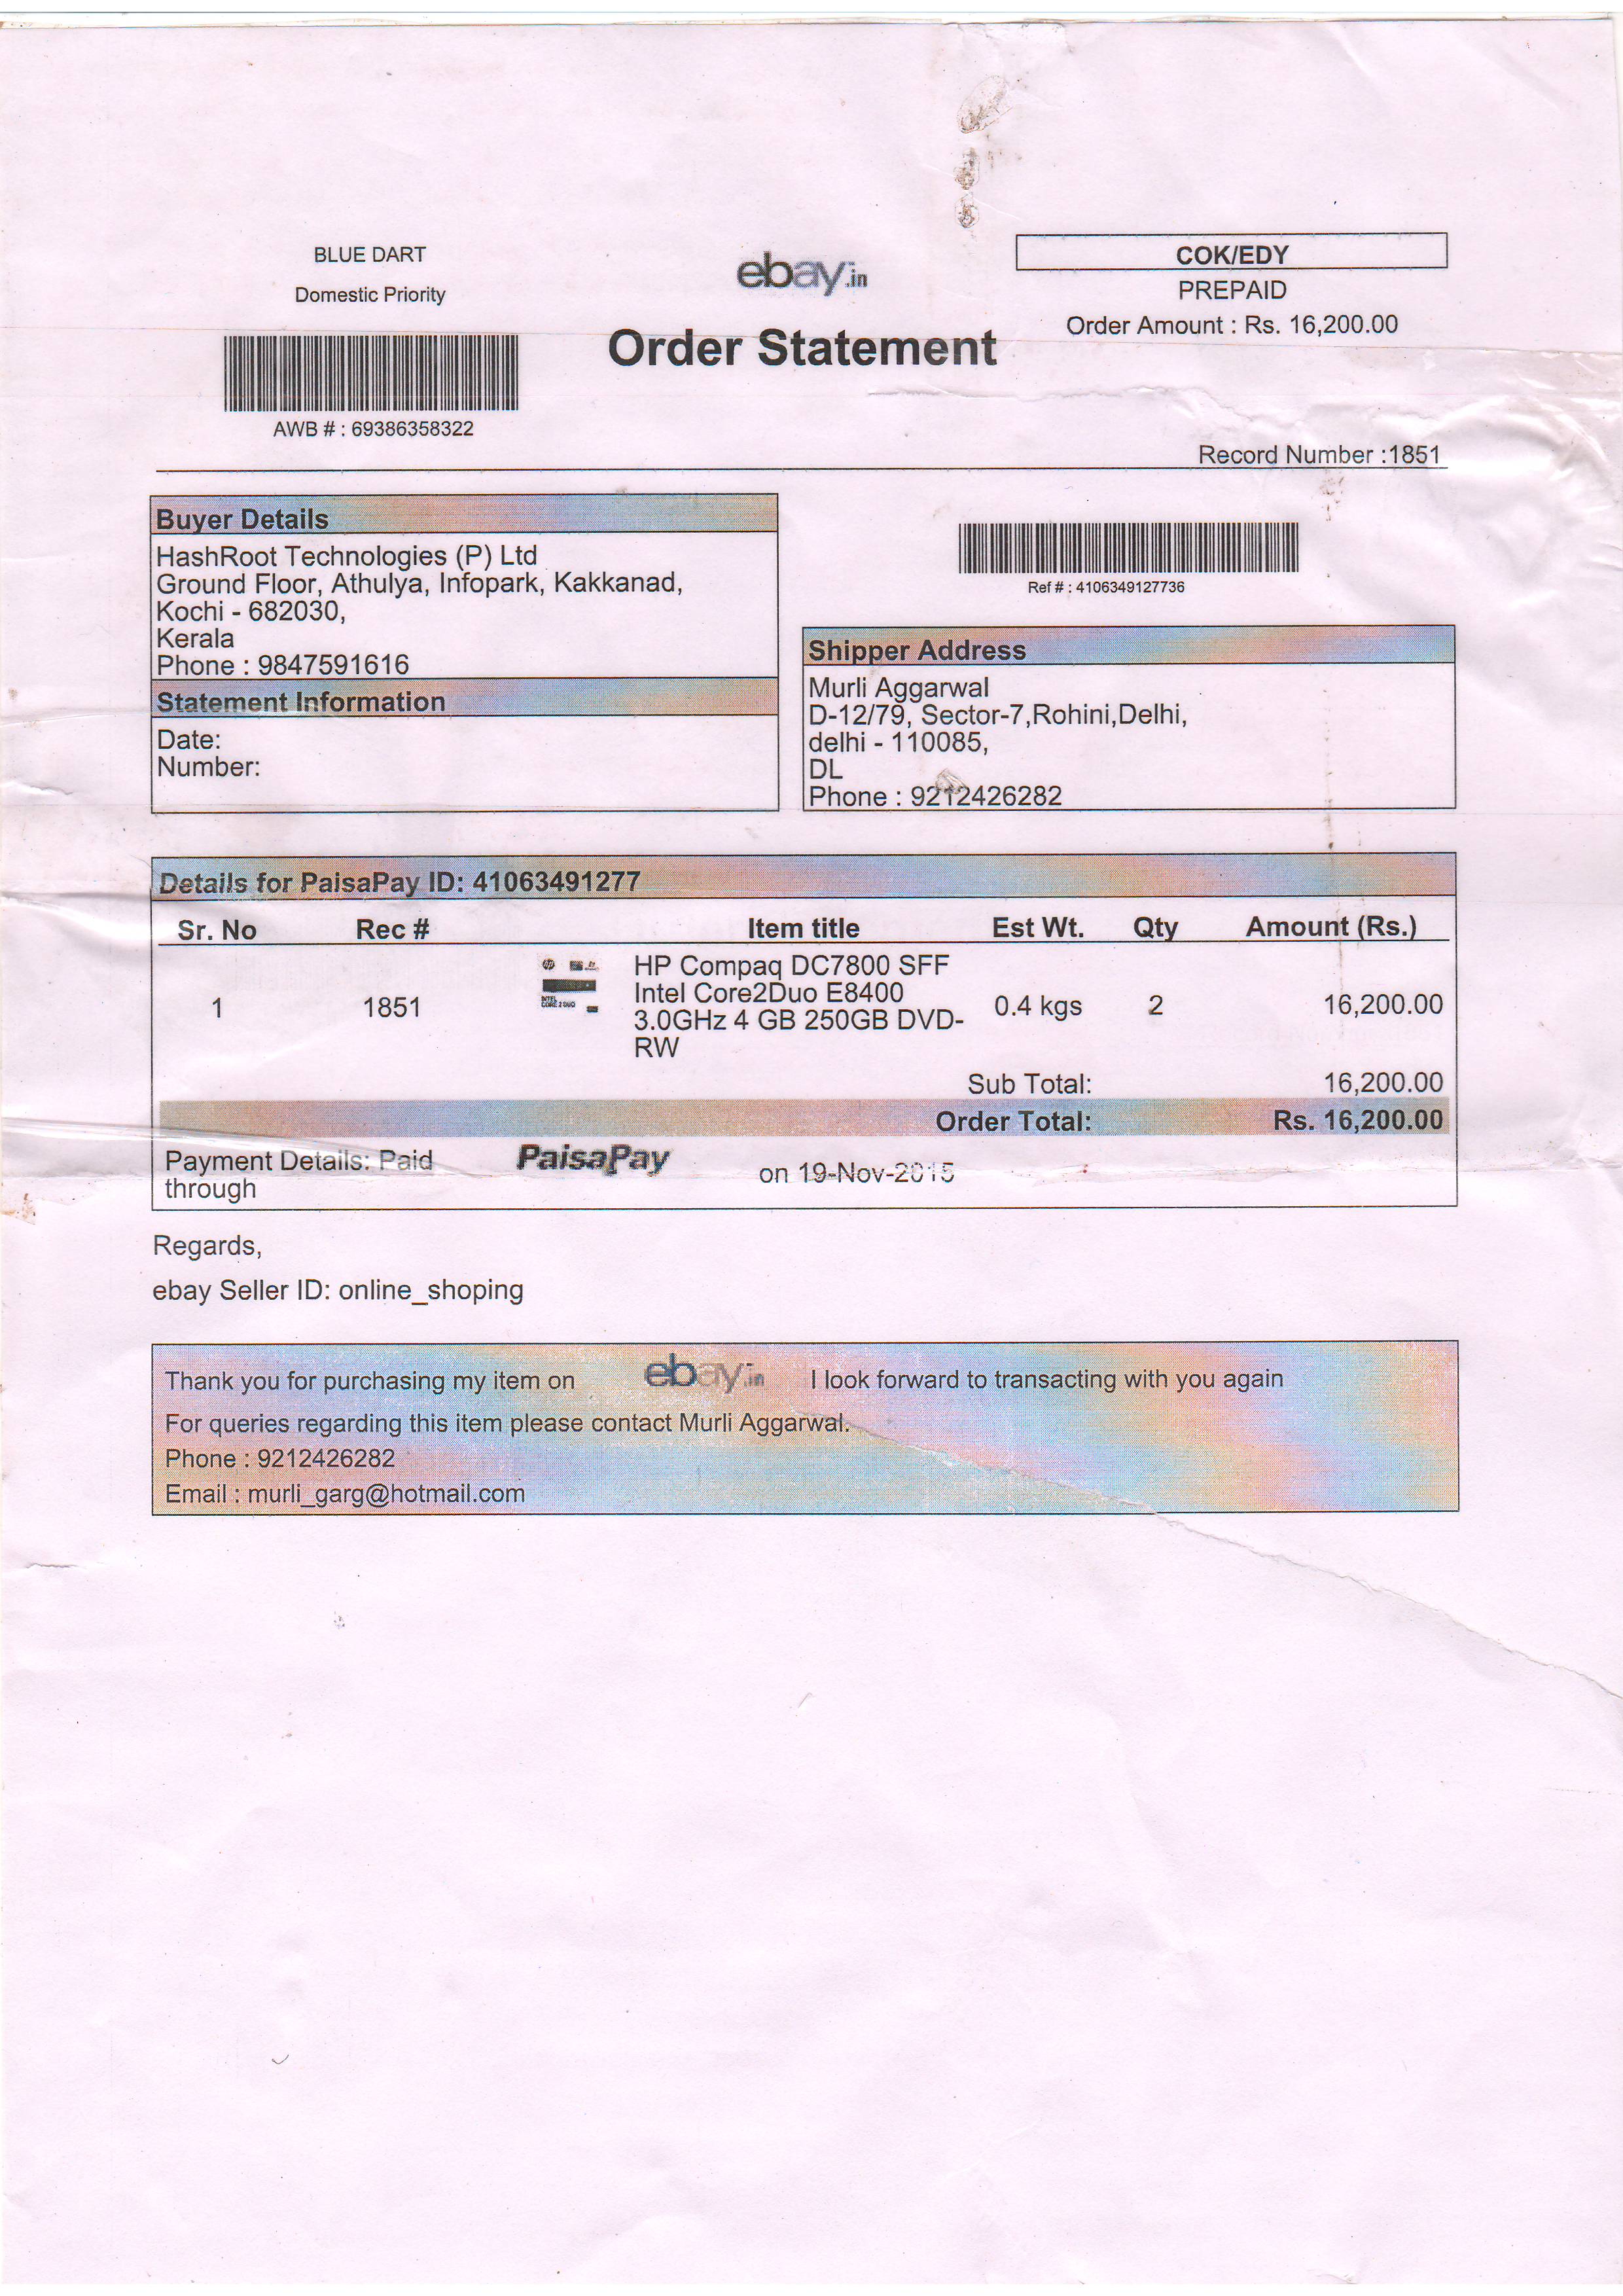 BLUE DART
Domestic Priority
AWB # : 69386358322
ebay.in
Order Statement
COK/EDY
PREPAID
Order Amount : Rs. 16,200.00
Record Number :1851
Buyer Details
HashRoot Technologies (P) Ltd
Ground Floor, Athulya, Infopark, Kakkanad,
Kochi - 682030,
Kerala
Phone : 9847591616
Statement Information
Date:
Number:
Ref # : 4106349127736
Shipper Address
Murli Aggarwal
D-12/79, Sector-7,Rohini,Delhi,
delhi - 110085,
DL
Phone : 9212426282
Details for PaisaPay ID: 41063491277
Sr. No Rec # Item title Est Wt. Qty Amount (Rs.)
1 1851 HP Compaq DC7800 SFF
Intel Core2Duo E8400
3.0GHz 4 GB 250GB DVD-
RW 0.4 kgs 2 16,200.00
Sub Total: 16,200.00
Order Total: Rs. 16,200.00
Payment Details: Paid
through PaisaPay on 19-Nov-2015
Regards,
ebay Seller ID: online_shoping
Thank you for purchasing my item on ebay.in I look forward to transacting with you again
For queries regarding this item please contact Murli Aggarwal.
Phone : 9212426282
Email : murli_garg@hotmail.com